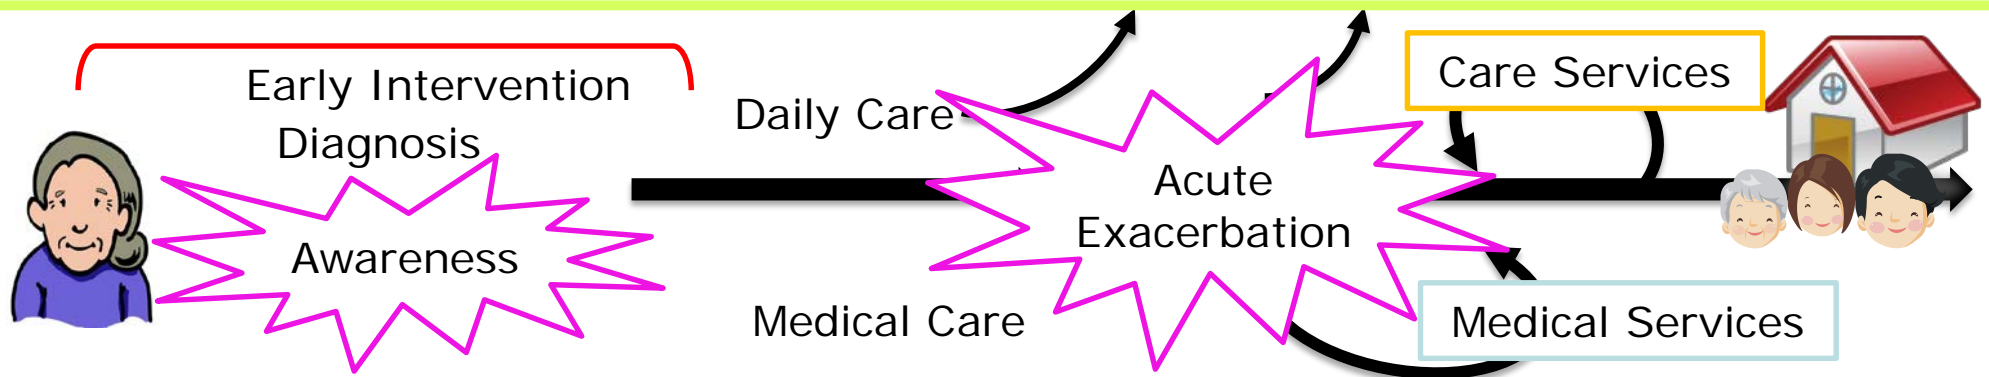 Early Intervention
Diagnosis
Awareness
Daily Care
Medical Care
Acute
Exacerbation
Care Services
Medical Services